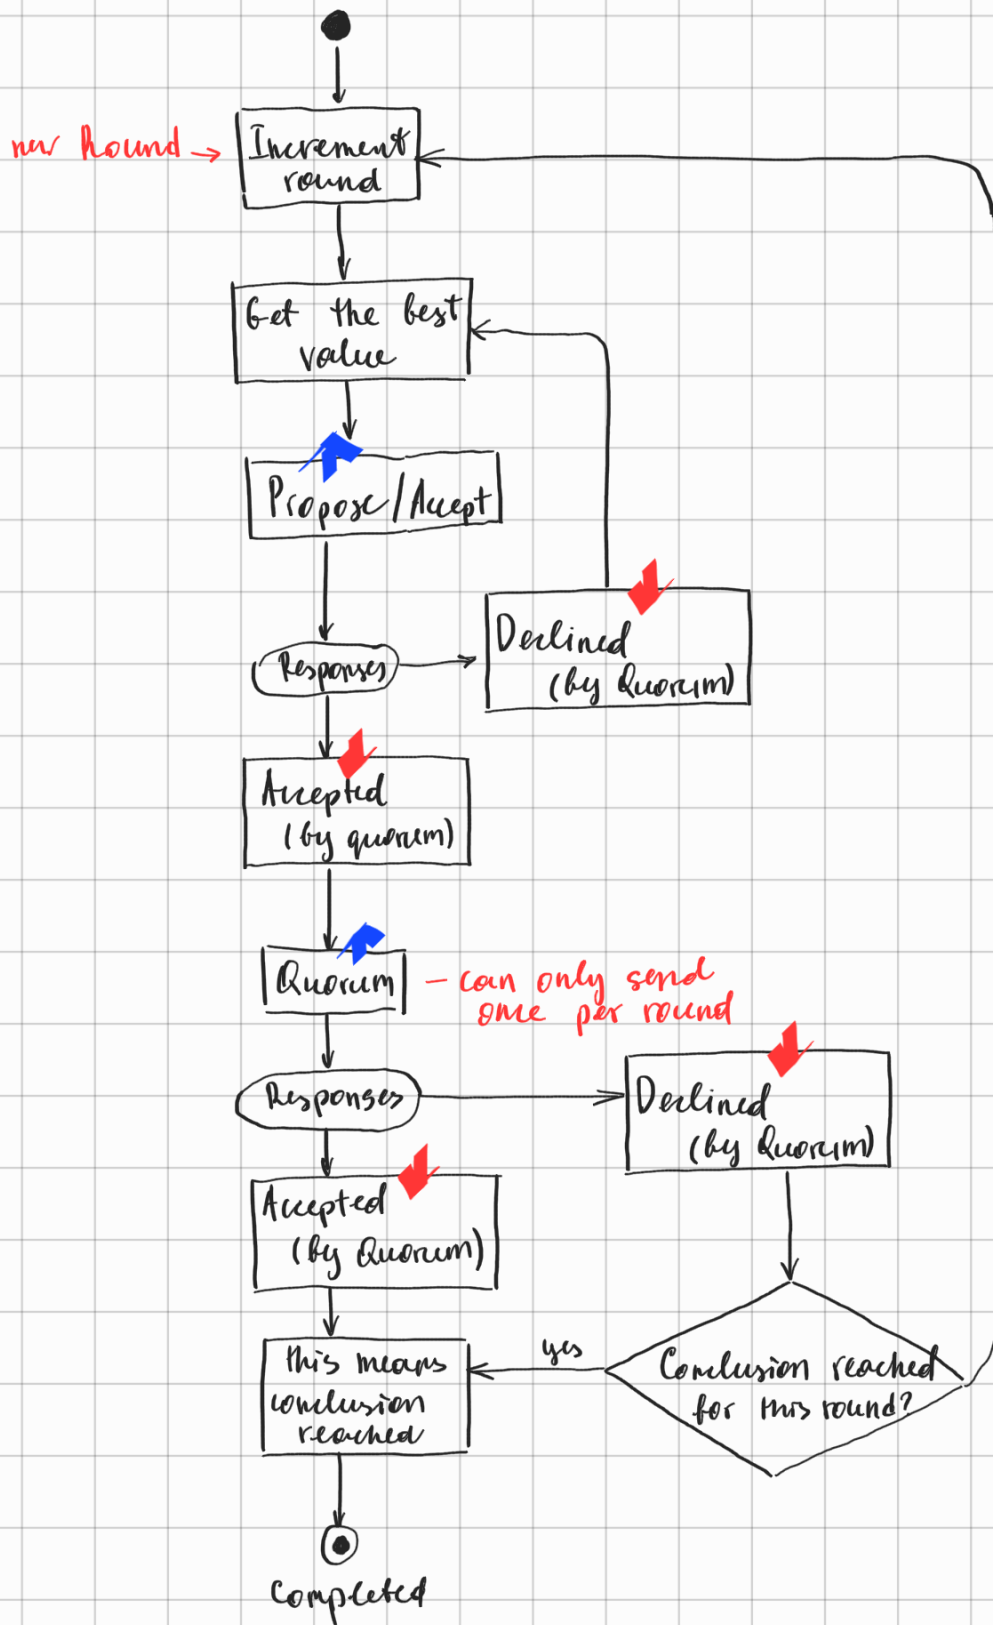 new Round →
Increment
round
Get the best
value
Propose/Accept
Responses
Declined
(by Quorum)
Accepted
(by quorum)
Quorum
- can only send
once per round
Responses
Declined
(by Quorum)
Accepted
(by Quorum)
this means
conclusion
reached
yes
Conclusion reached
for this round?
Completed